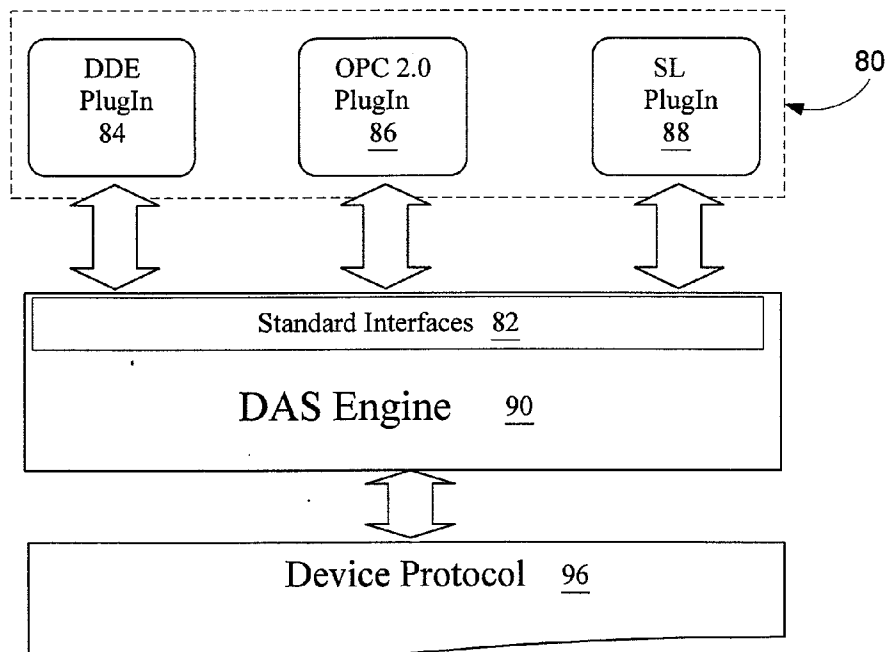 DDE
PlugIn
84
OPC 2.0
PlugIn
86
SL
PlugIn
88
80
Standard Interfaces 82
DAS Engine 90
Device Protocol 96